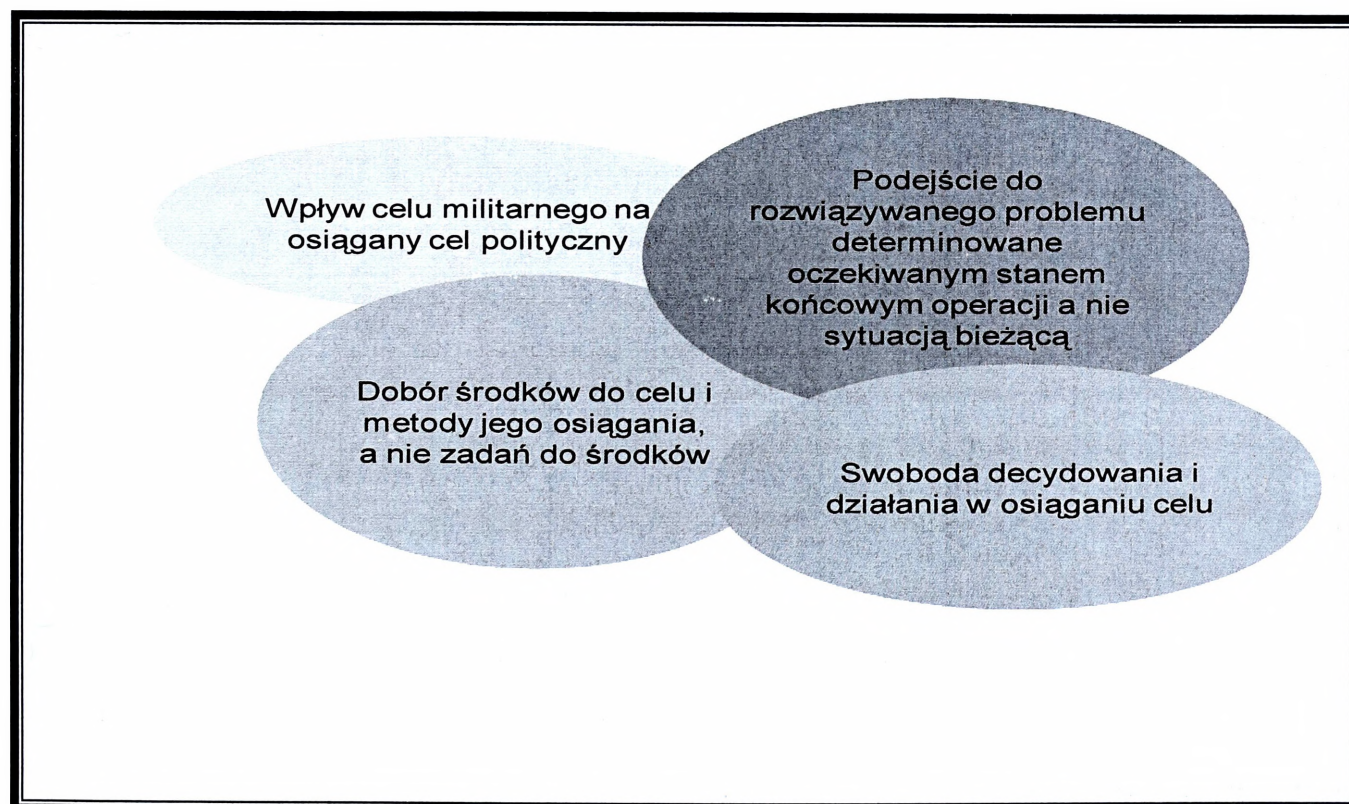 Wpływ celu militarnego na
osiągany cel polityczny
Podejście do
rozwiązywanego problemu
determinowane
oczekiwanym stanem
końcowym operacji a nie
sytuacją bieżącą
Dobór środków do celu i
metody jego osiągania,
a nie zadań do środków
Swoboda decydowania i
działania w osiąganiu celu